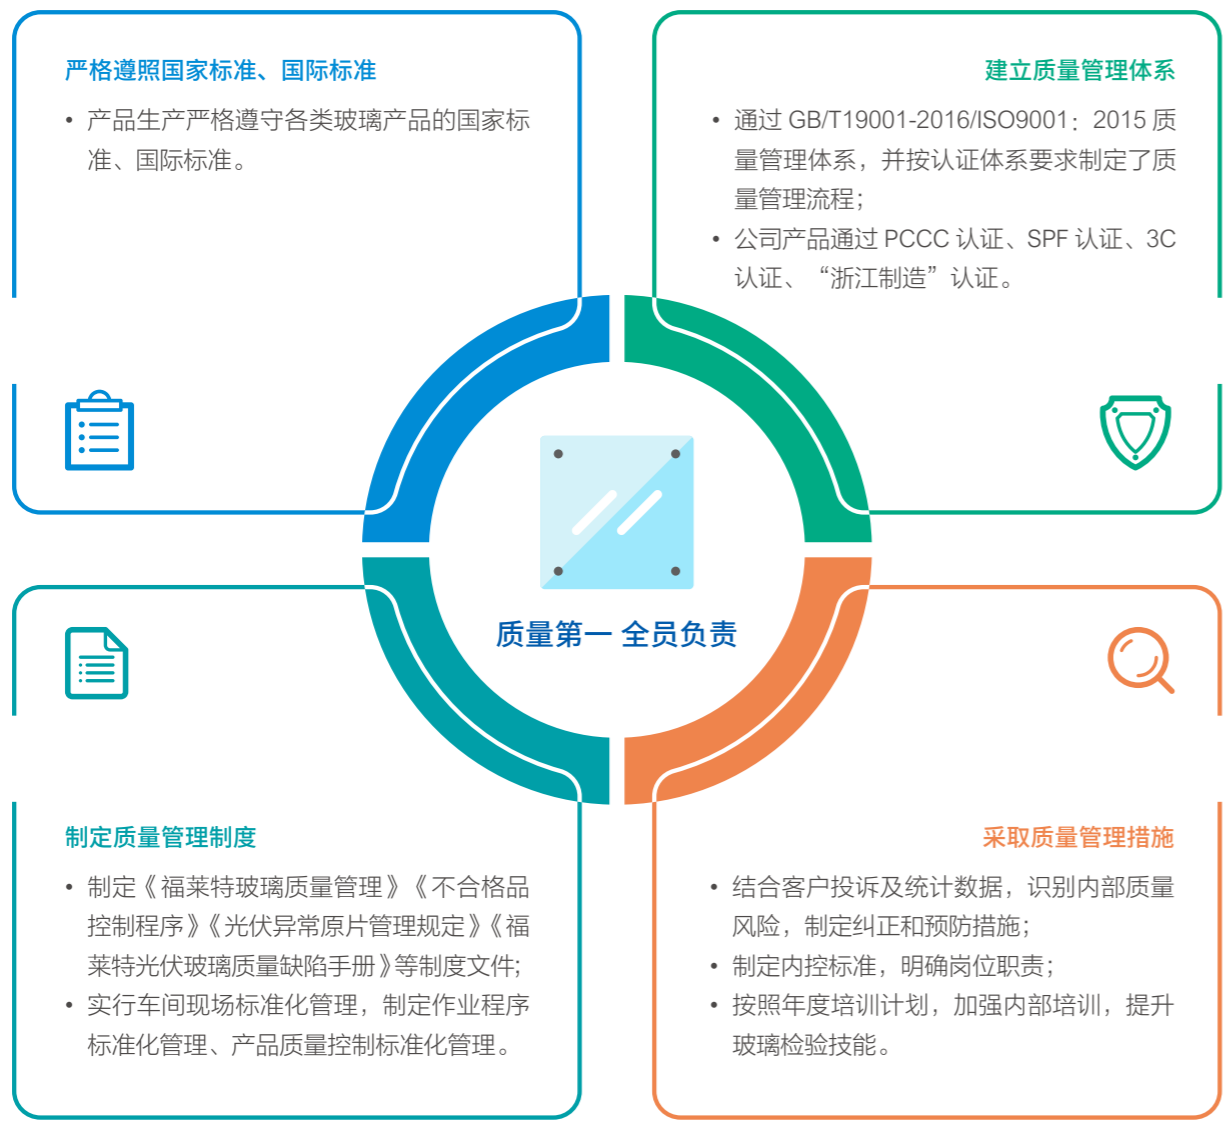 严格遵照国家标准、国际标准
• 产品生产严格遵守各类玻璃产品的国家标
准、国际标准。
建立质量管理体系
• 通过 GB/T19001-2016/ISO9001：2015 质
量管理体系，并按认证体系要求制定了质
量管理流程；
• 公司产品通过 PCCC 认证、SPF 认证、3C
认证、“浙江制造”认证。
质量第一 全员负责
制定质量管理制度
• 制定《福莱特玻璃质量管理》《不合格品
控制程序》《光伏异常原片管理规定》《福
莱特光伏玻璃质量缺陷手册》等制度文件；
• 实行车间现场标准化管理，制定作业程序
标准化管理、产品质量控制标准化管理。
采取质量管理措施
• 结合客户投诉及统计数据，识别内部质量
风险，制定纠正和预防措施；
• 制定内控标准，明确岗位职责；
• 按照年度培训计划，加强内部培训，提升
玻璃检验技能。